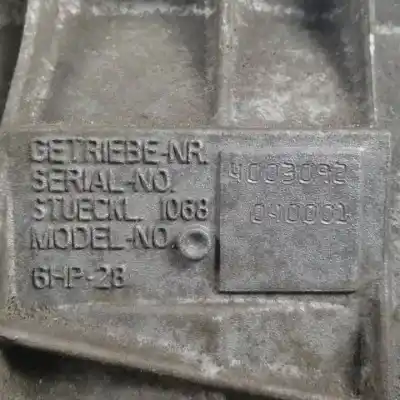 GETRIEBE-NR.
SERIAL-NO. 4003092
STUECKL. 1068 040001
MODEL-NO.
6HP-28